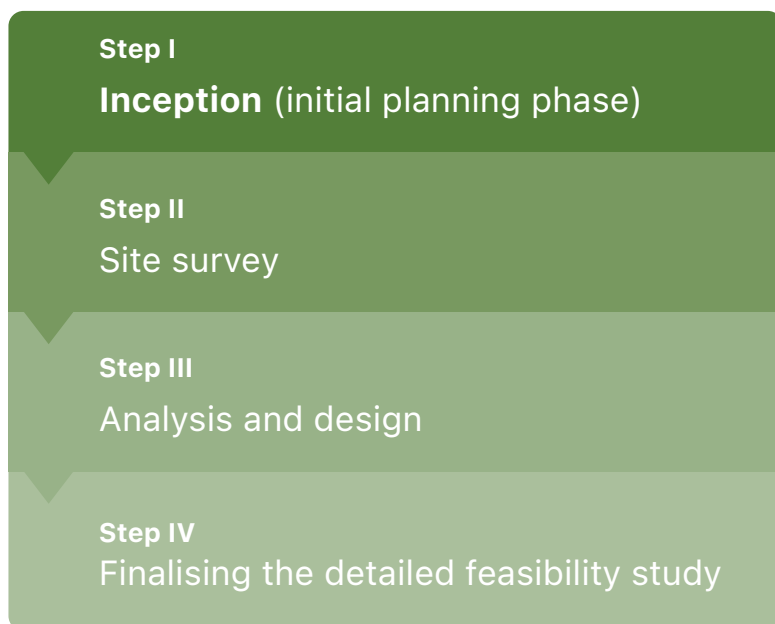 Step I
Inception (initial planning phase)
Step II
Site survey
Step III
Analysis and design
Step IV
Finalising the detailed feasibility study